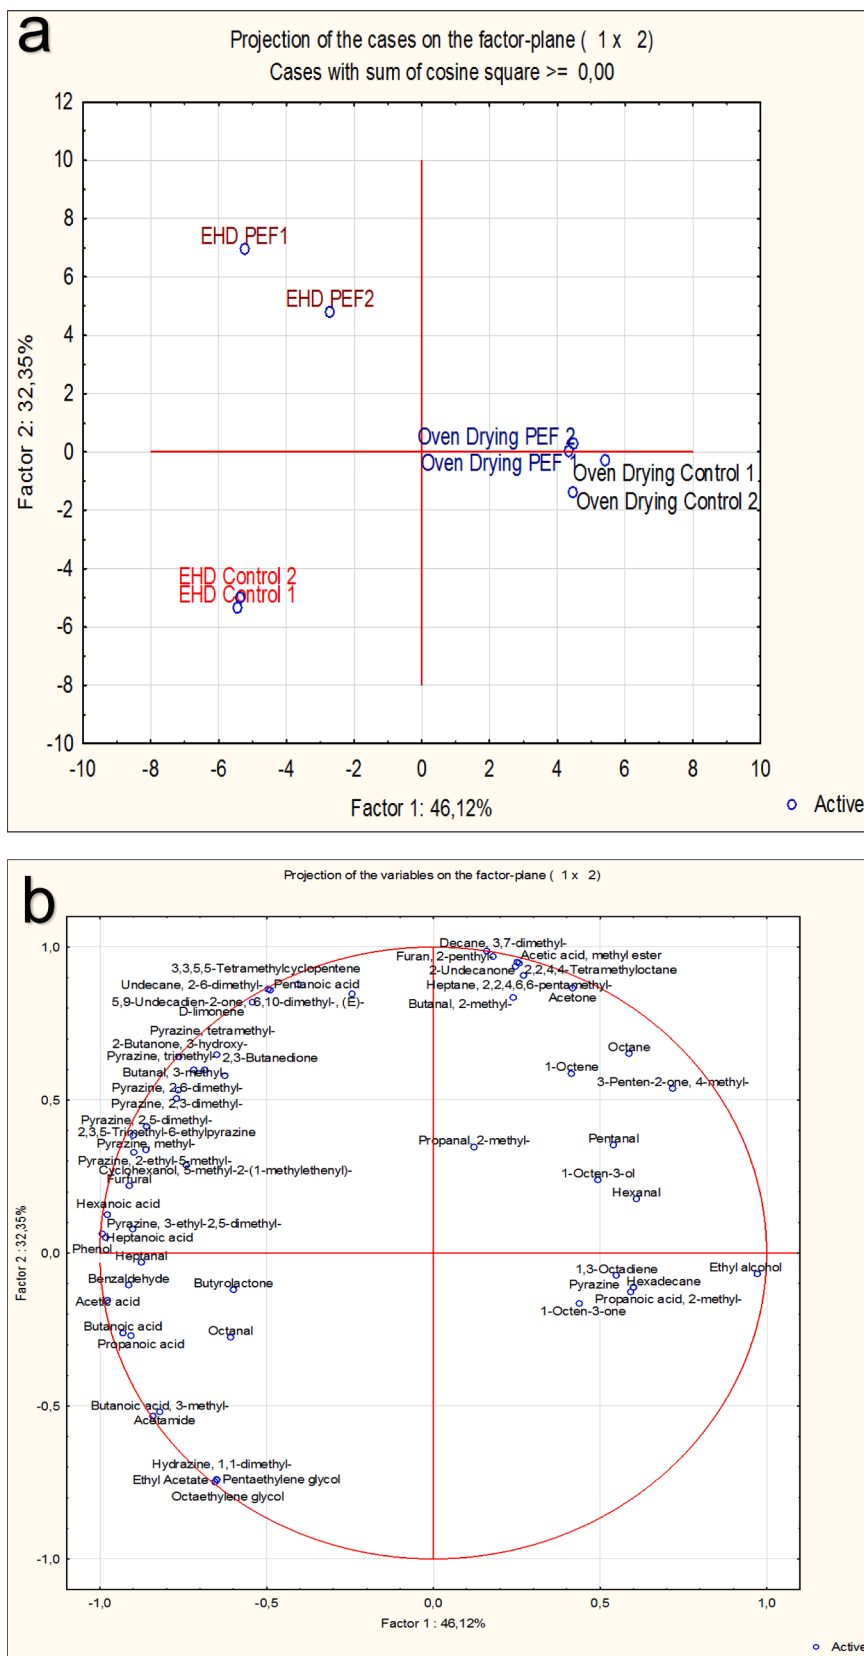 a
Projection of the cases on the factor-plane ( 1 x 2)
Cases with sum of cosine square >= 0,00
12
10
8
6
4
2
0
-2
-4
-6
-8
-10
Factor 2: 32,35%
EHD PEF1
EHD PEF2
Oven Drying PEF 2
Oven Drying PEF 1
Oven Drying Control 1
Oven Drying Control 2
EHD Control 2
EHD Control 1
-10 -8 -6 -4 -2 0 2 4 6 8 10
Factor 1: 46,12%
Active
b
Projection of the variables on the factor-plane ( 1 x 2)
1,0
0,5
0,0
-0,5
-1,0
Factor 2 : 32,35%
Decane, 3,7-dimethyl-
Furan, 2-penthyl-
Acetic acid, methyl ester
3,3,5,5-Tetramethylcyclopentene
2-Undecanone
2,2,4,4-Tetramethyloctane
Undecane, 2-6-dimethyl-
Pentanoic acid
Heptane, 2,2,4,6,6-pentamethyl-
5,9-Undecadien-2-one, 6,10-dimethyl-, (E)-
Butanal, 2-methyl-
Acetone
D-limonene
Pyrazine, tetramethyl-
2-Butanone, 3-hydroxy-
Octane
Pyrazine, trimethyl-
2,3-Butanedione
1-Octene
Butanal, 3-methyl-
3-Penten-2-one, 4-methyl-
Pyrazine, 2,6-dimethyl-
Pyrazine, 2,3-dimethyl-
Pyrazine, 2,5-dimethyl-
2,3,5-Trimethyl-6-ethylpyrazine
Propanal, 2-methyl-
Pentanal
Pyrazine, methyl-
Pyrazine, 2-ethyl-5-methyl-
Cyclohexanol, 5-methyl-2-(1-methylethenyl)-
1-Octen-3-ol
Furfural
Hexanal
Hexanoic acid
Pyrazine, 3-ethyl-2,5-dimethyl-
Heptanoic acid
Phenol
Heptanal
Ethyl alcohol
1,3-Octadiene
Benzaldehyde
Butyrolactone
Pyrazine
Hexadecane
Acetic acid
Propanoic acid, 2-methyl-
1-Octen-3-one
Butanoic acid
Octanal
Propanoic acid
Butanoic acid, 3-methyl-
Acetamide
Hydrazine, 1,1-dimethyl-
Ethyl Acetate
Pentaethylene glycol
Octaethylene glycol
-1,0 -0,5 0,0 0,5 1,0
Factor 1 : 46,12%
Active